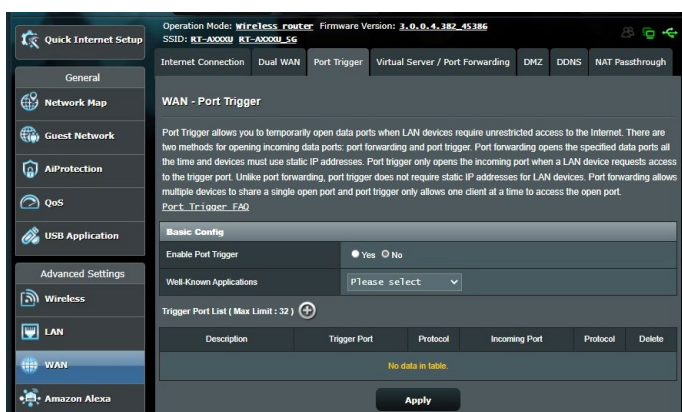 Operation Mode: Wireless router Firmware Version: 3.0.0.4.382_45386
SSID: RT-AXXXU RT-AXXXU_5G
Quick Internet Setup
General
Network Map
Guest Network
AiProtection
QoS
USB Application
Advanced Settings
Wireless
LAN
WAN
Amazon Alexa
Internet Connection Dual WAN Port Trigger Virtual Server / Port Forwarding DMZ DDNS NAT Passthrough
WAN - Port Trigger
Port Trigger allows you to temporarily open data ports when LAN devices require unrestricted access to the Internet. There are
two methods for opening incoming data ports: port forwarding and port trigger. Port forwarding opens the specified data ports all
the time and devices must use static IP addresses. Port trigger only opens the incoming port when a LAN device requests access
to the trigger port. Unlike port forwarding, port trigger does not require static IP addresses for LAN devices. Port forwarding allows
multiple devices to share a single open port and port trigger only allows one client at a time to access the open port.
Port Trigger FAQ
Basic Config
Enable Port Trigger Yes No
Well-Known Applications Please select
Trigger Port List ( Max Limit : 32 )
Description Trigger Port Protocol Incoming Port Protocol Delete
No data in table.
Apply